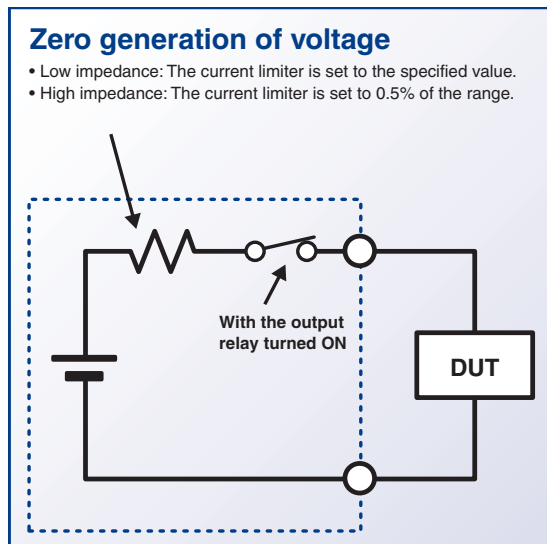 Zero generation of voltage
• Low impedance: The current limiter is set to the specified value.
• High impedance: The current limiter is set to 0.5% of the range.
With the output
relay turned ON
DUT